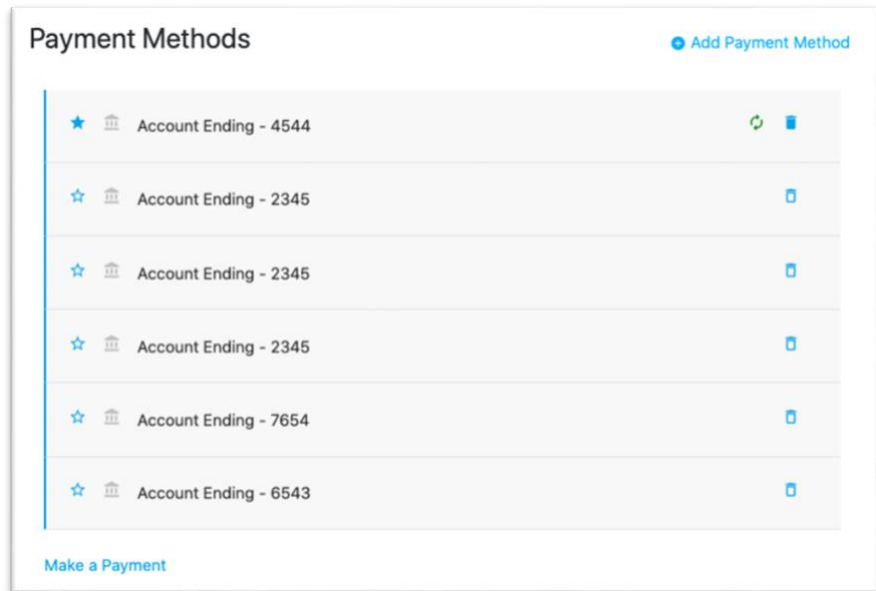 Payment Methods
Add Payment Method
Account Ending - 4544
Account Ending - 2345
Account Ending - 2345
Account Ending - 2345
Account Ending - 7654
Account Ending - 6543
Make a Payment